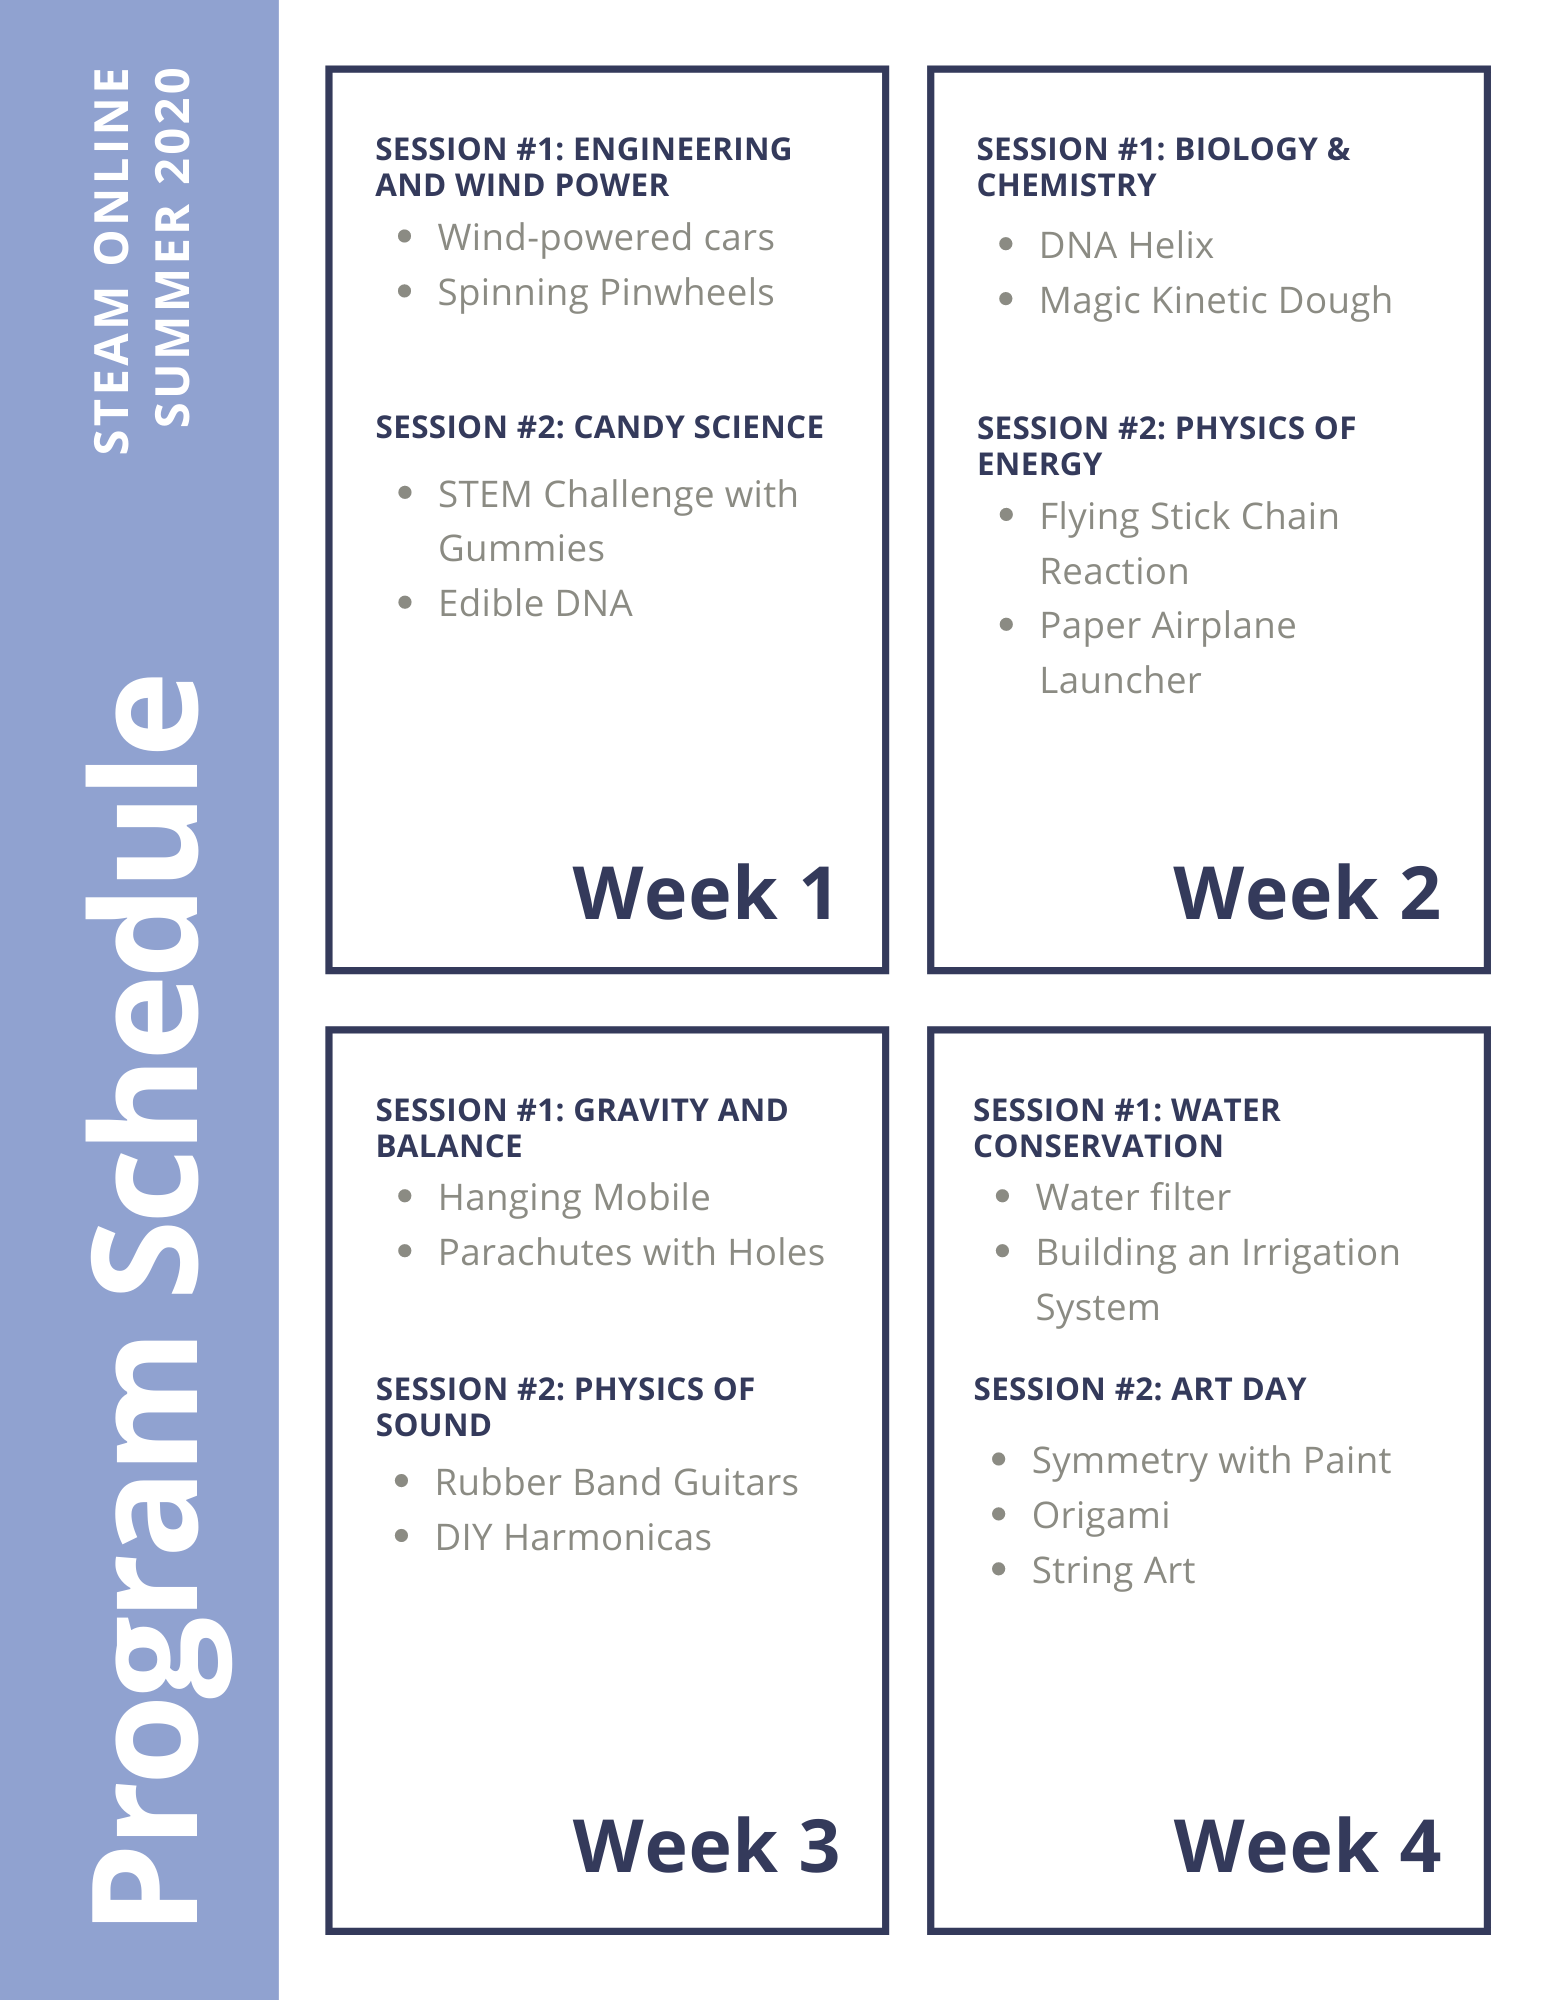 STEAM ONLINE
SUMMER 2020
Program Schedule
SESSION #1: ENGINEERING
AND WIND POWER
• Wind-powered cars
• Spinning Pinwheels
SESSION #2: CANDY SCIENCE
• STEM Challenge with
Gummies
• Edible DNA
Week 1
SESSION #1: BIOLOGY &
CHEMISTRY
• DNA Helix
• Magic Kinetic Dough
SESSION #2: PHYSICS OF
ENERGY
• Flying Stick Chain
Reaction
• Paper Airplane
Launcher
Week 2
SESSION #1: GRAVITY AND
BALANCE
• Hanging Mobile
• Parachutes with Holes
SESSION #2: PHYSICS OF
SOUND
• Rubber Band Guitars
• DIY Harmonicas
Week 3
SESSION #1: WATER
CONSERVATION
• Water filter
• Building an Irrigation
System
SESSION #2: ART DAY
• Symmetry with Paint
• Origami
• String Art
Week 4